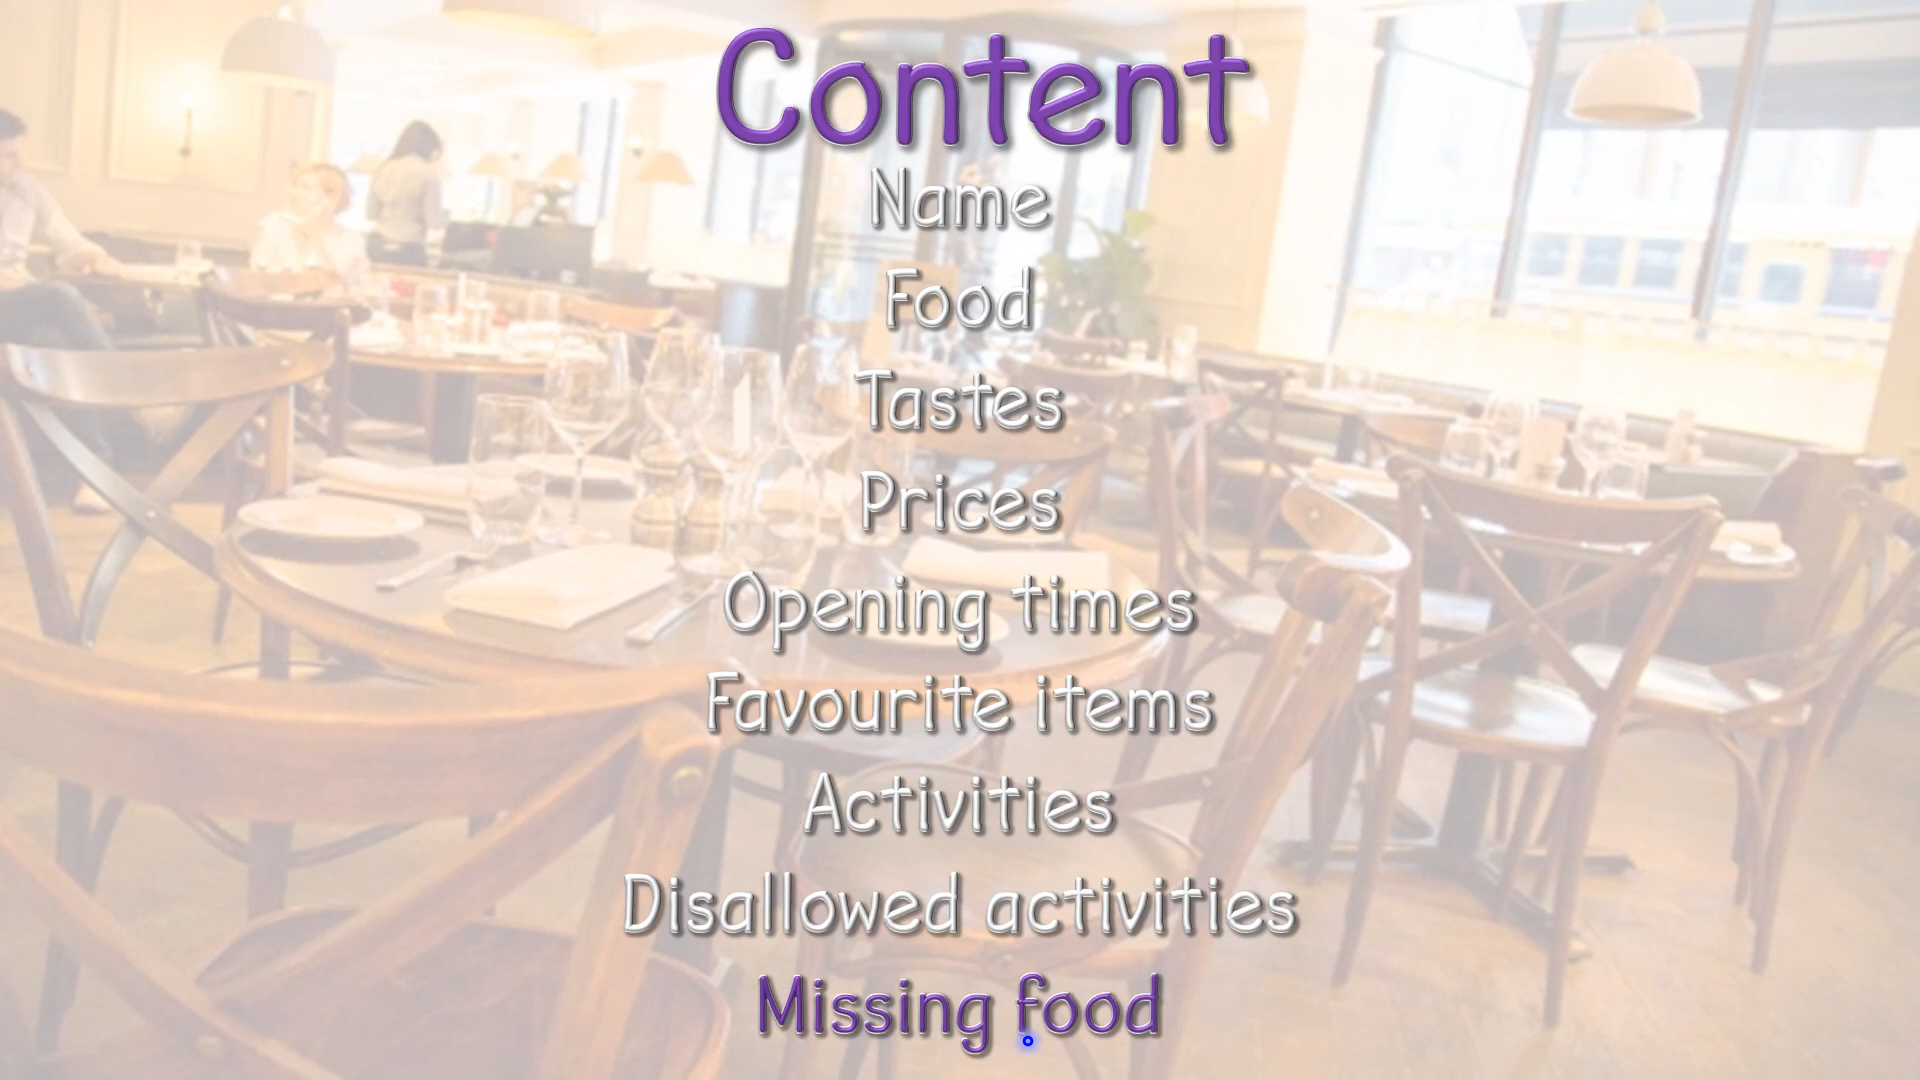 Content
Name
Food
Tastes
Prices
Opening times
Favourite items
Activities
Disallowed activities
Missing food